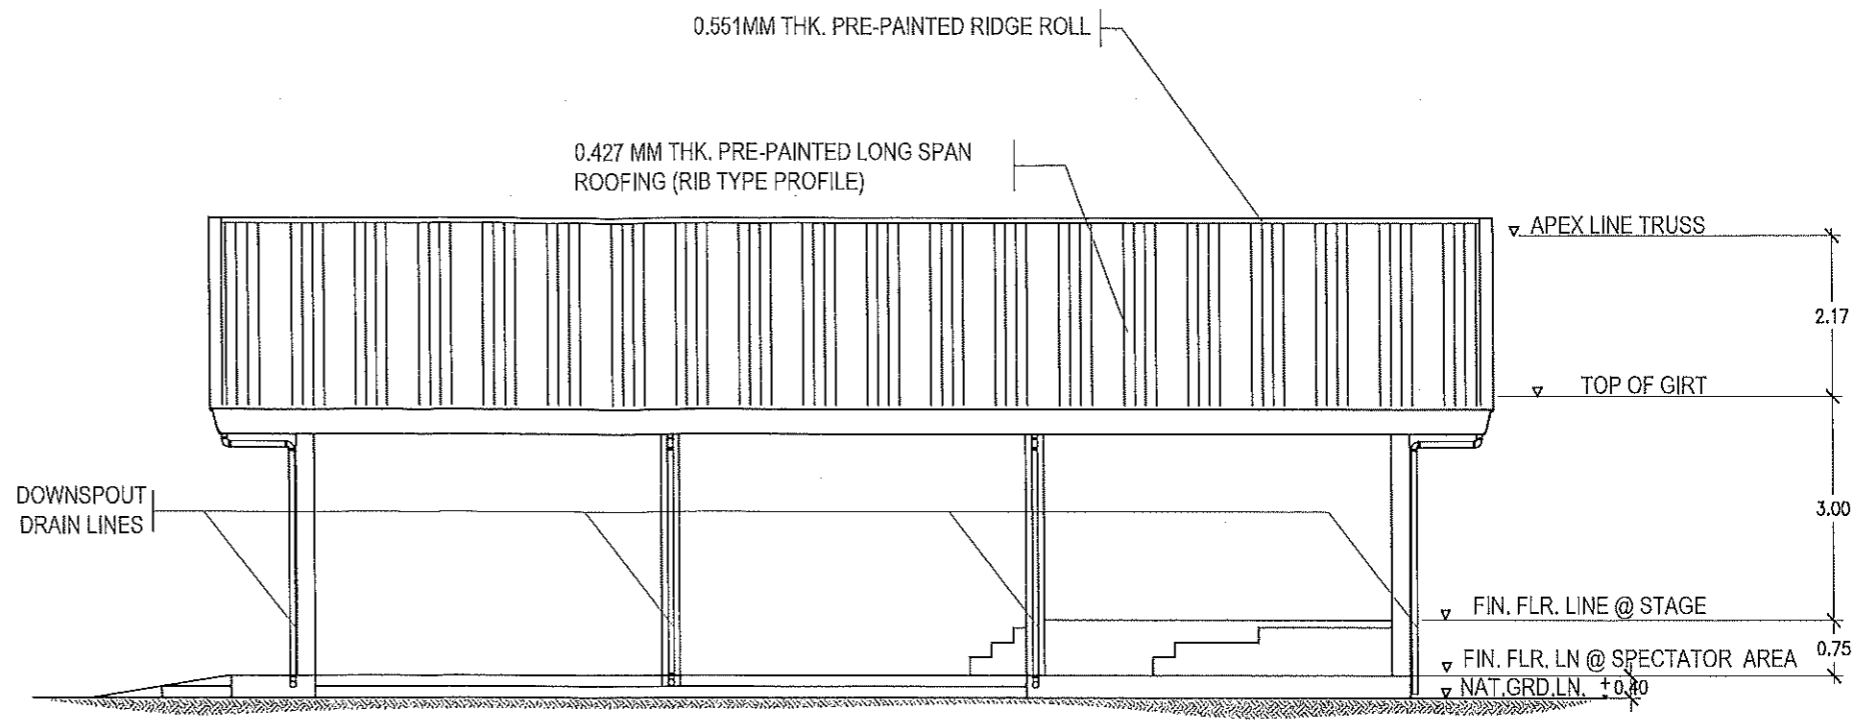 0.551MM THK. PRE-PAINTED RIDGE ROLL
0.427 MM THK. PRE-PAINTED LONG SPAN
ROOFING (RIB TYPE PROFILE)
APEX LINE TRUSS
2.17
TOP OF GIRT
DOWNSPOUT
DRAIN LINES
3.00
FIN. FLR. LINE @ STAGE
0.75
FIN. FLR. LN @ SPECTATOR AREA
NAT.GRD.LN. ±0.40